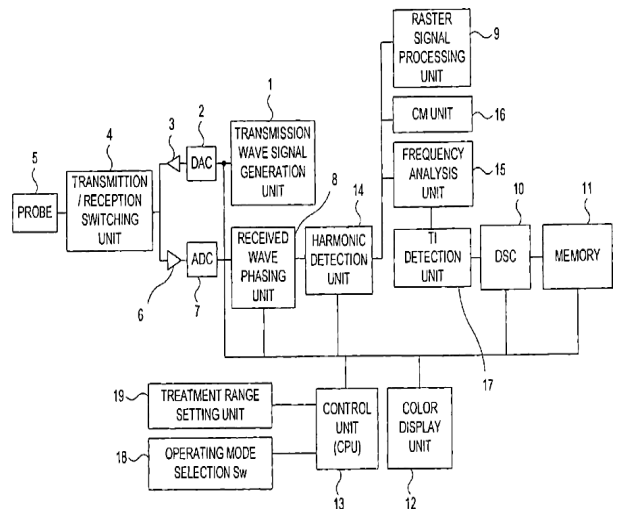 RASTER
SIGNAL
PROCESSING
UNIT
9
CM UNIT
16
FREQUENCY
ANALYSIS
UNIT
15
1
TRANSMISSION
WAVE SIGNAL
GENERATION
UNIT
2
DAC
3
4
TRANSMITTION
/ RECEPTION
SWITCHING
UNIT
5
PROBE
6
ADC
7
8
RECEIVED
WAVE
PHASING
UNIT
14
HARMONIC
DETECTION
UNIT
TI
DETECTION
UNIT
17
10
DSC
11
MEMORY
19
TREATMENT RANGE
SETTING UNIT
18
OPERATING MODE
SELECTION Sw
CONTROL
UNIT
(CPU)
13
COLOR
DISPLAY
UNIT
12